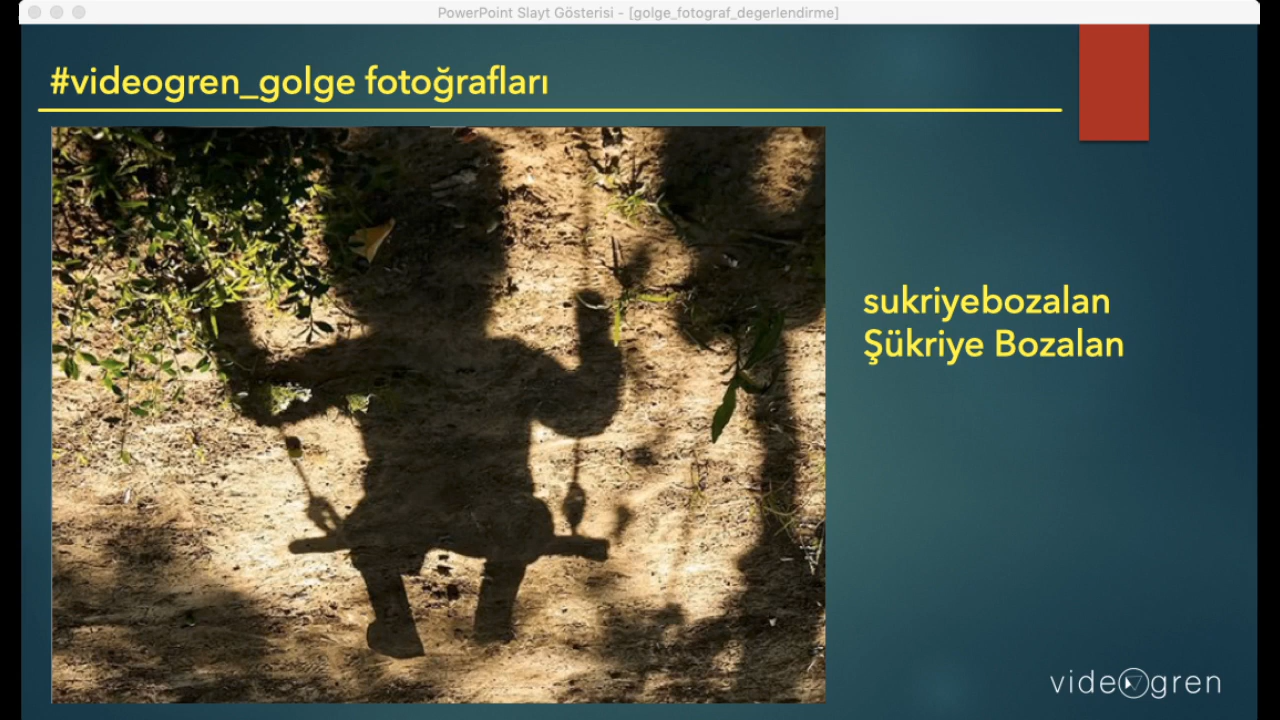 PowerPoint Slayt Gösterisi - [golge_fotograf_degerlendirme]
#videogren_golge fotoğrafları
sukriyebozalan
Şükriye Bozalan
videogren